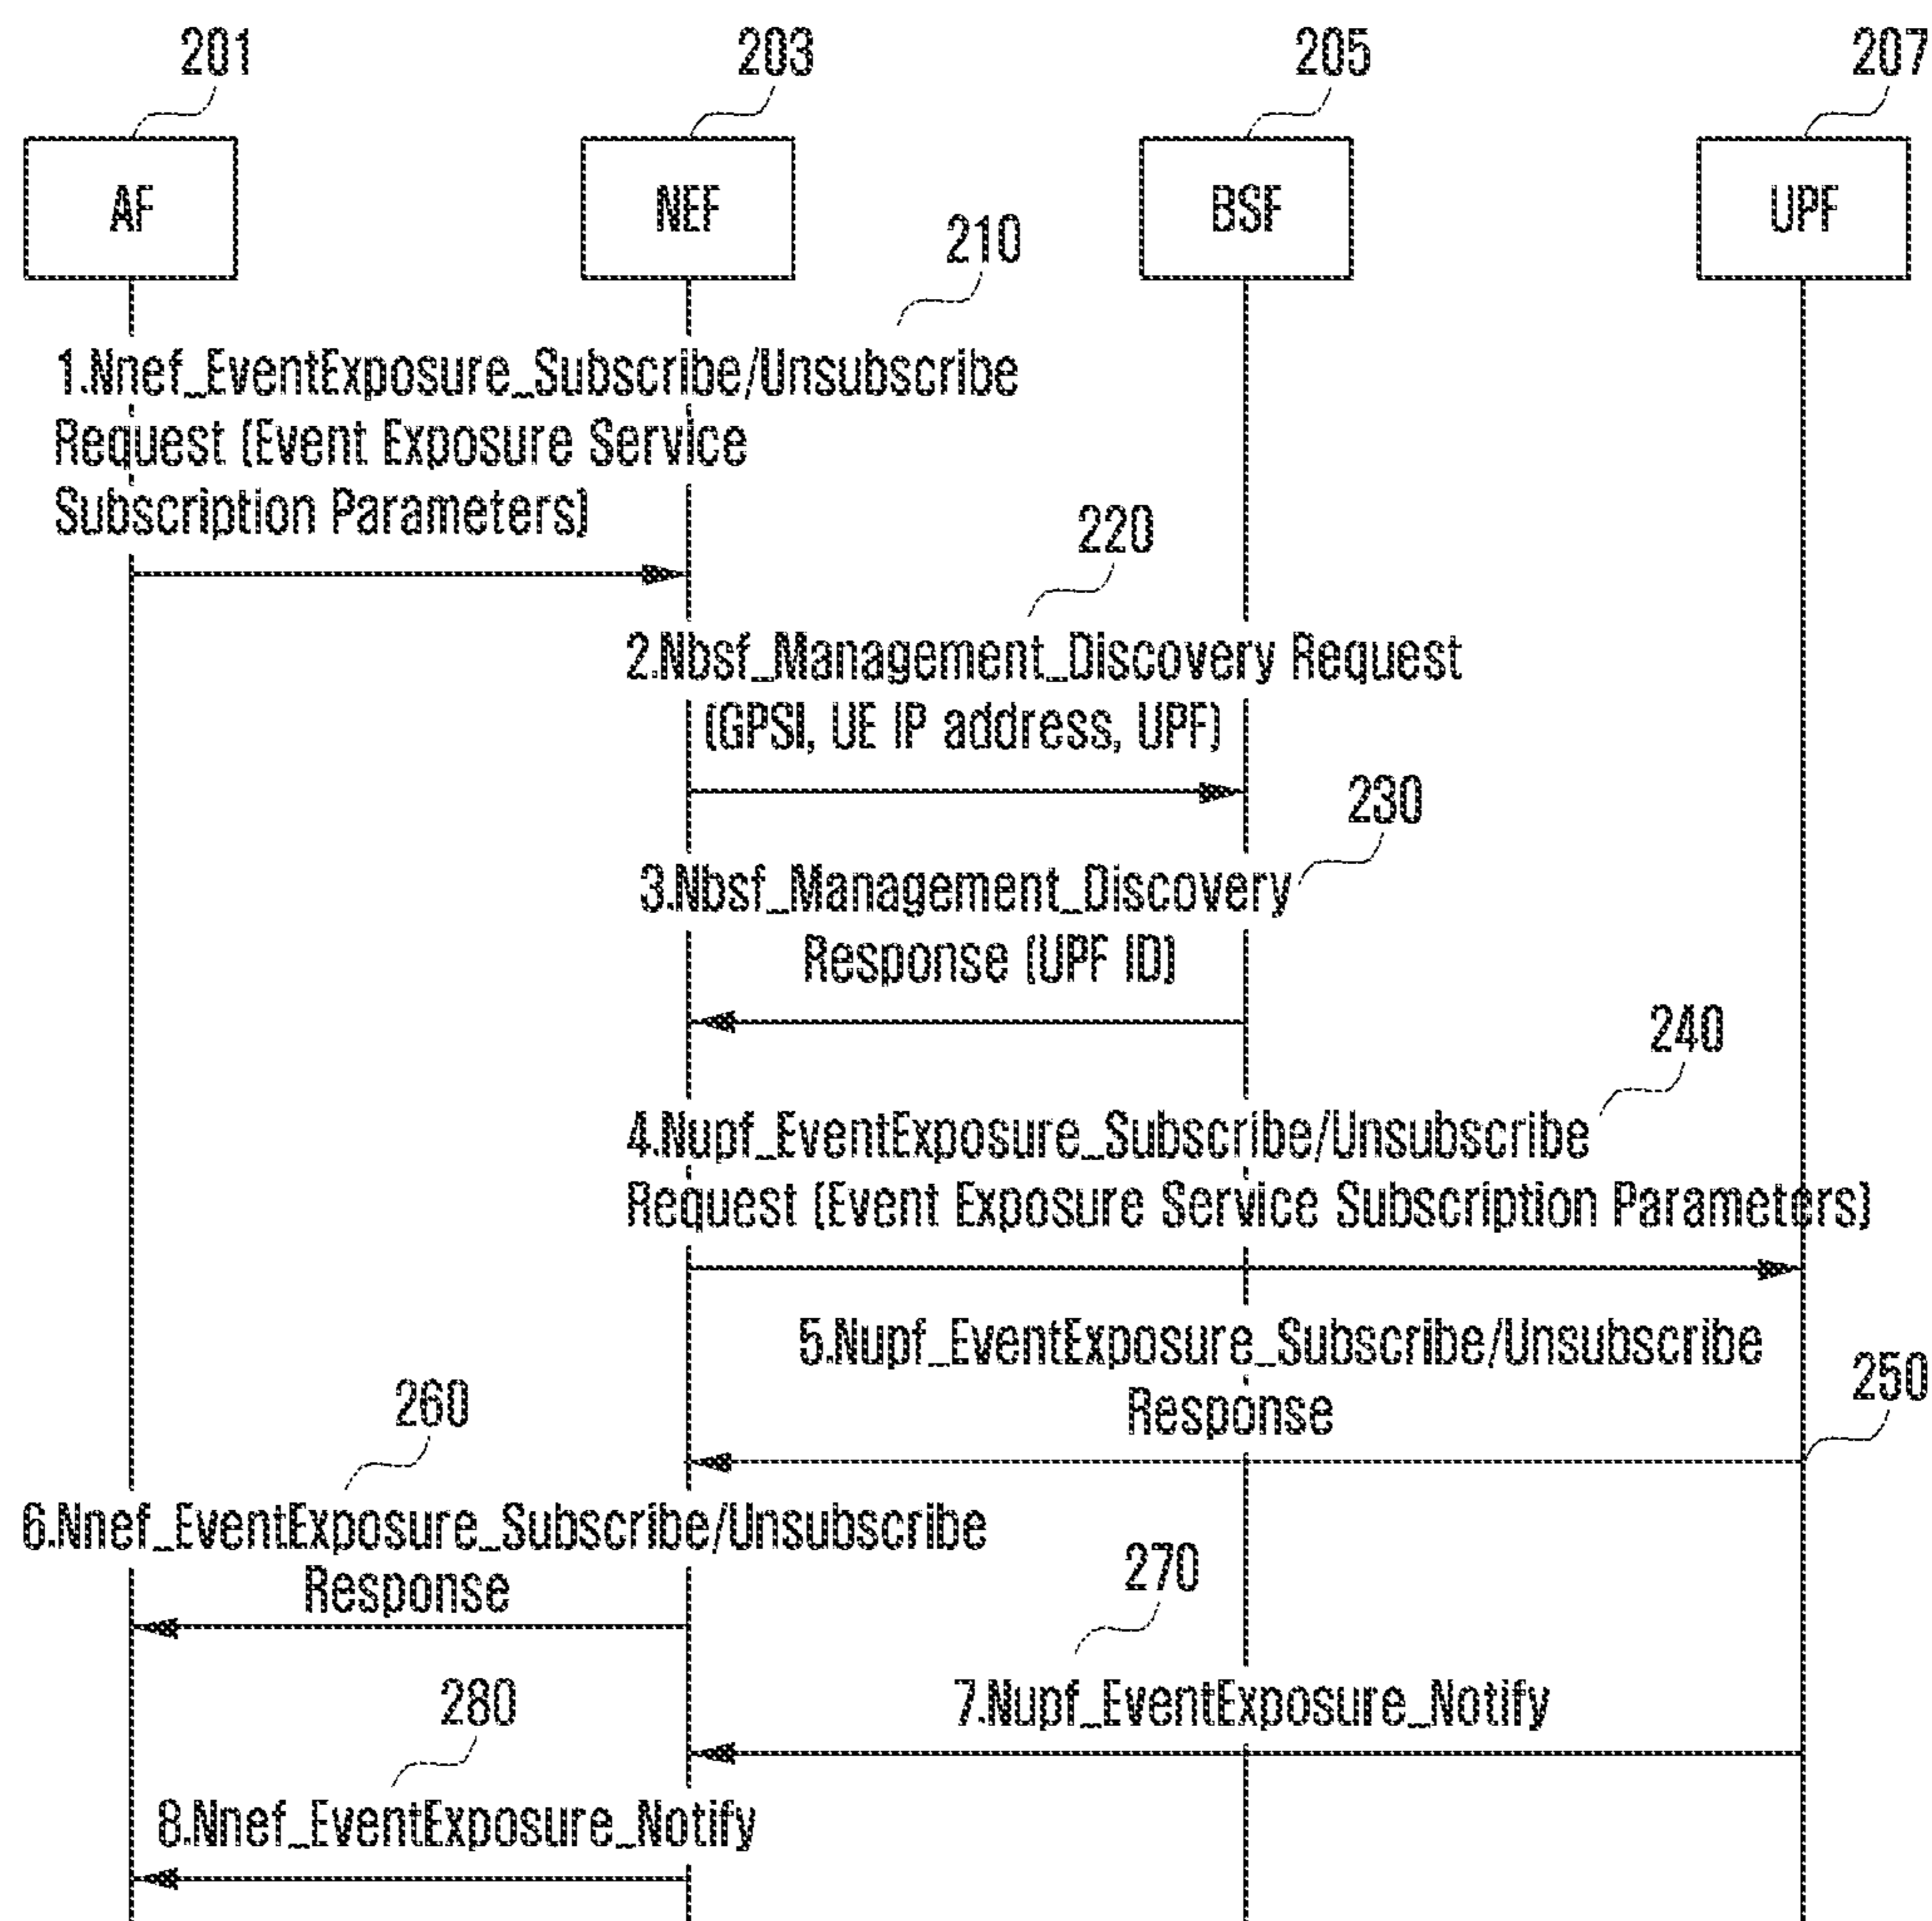 201
203
205
207
AF
NEF
BSF
UPF
210
1.Nnef_EventExposure_Subscribe/Unsubscribe
Request (Event Exposure Service
Subscription Parameters)
220
2.Nbsf_Management_Discovery Request
(GPSI, UE IP address, UPF)
230
3.Nbsf_Management_Discovery
Response (UPF ID)
240
4.Nupf_EventExposure_Subscribe/Unsubscribe
Request (Event Exposure Service Subscription Parameters)
5.Nupf_EventExposure_Subscribe/Unsubscribe
Response
250
260
6.Nnef_EventExposure_Subscribe/Unsubscribe
Response
270
7.Nupf_EventExposure_Notify
280
8.Nnef_EventExposure_Notify